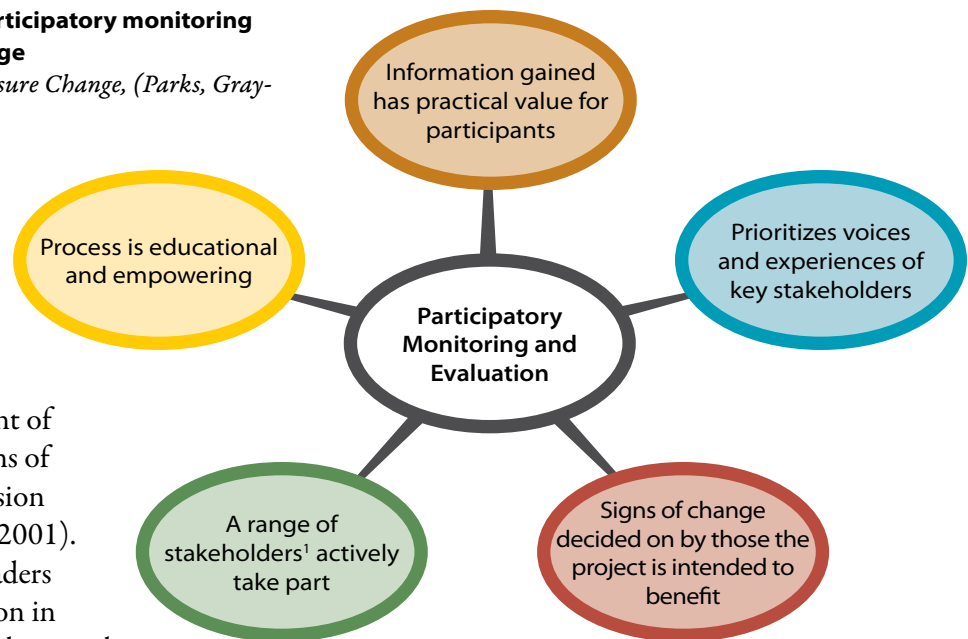 rticipatory monitoring
ge
sure Change, (Parks, Gray-
Information gained
has practical value for
participants
Process is educational
and empowering
Prioritizes voices
and experiences of
key stakeholders
Participatory
Monitoring and
Evaluation
A range of
stakeholders¹ actively
take part
Signs of change
decided on by those the
project is intended to
benefit
nt of
ns of
sion
2001).
ders
on in